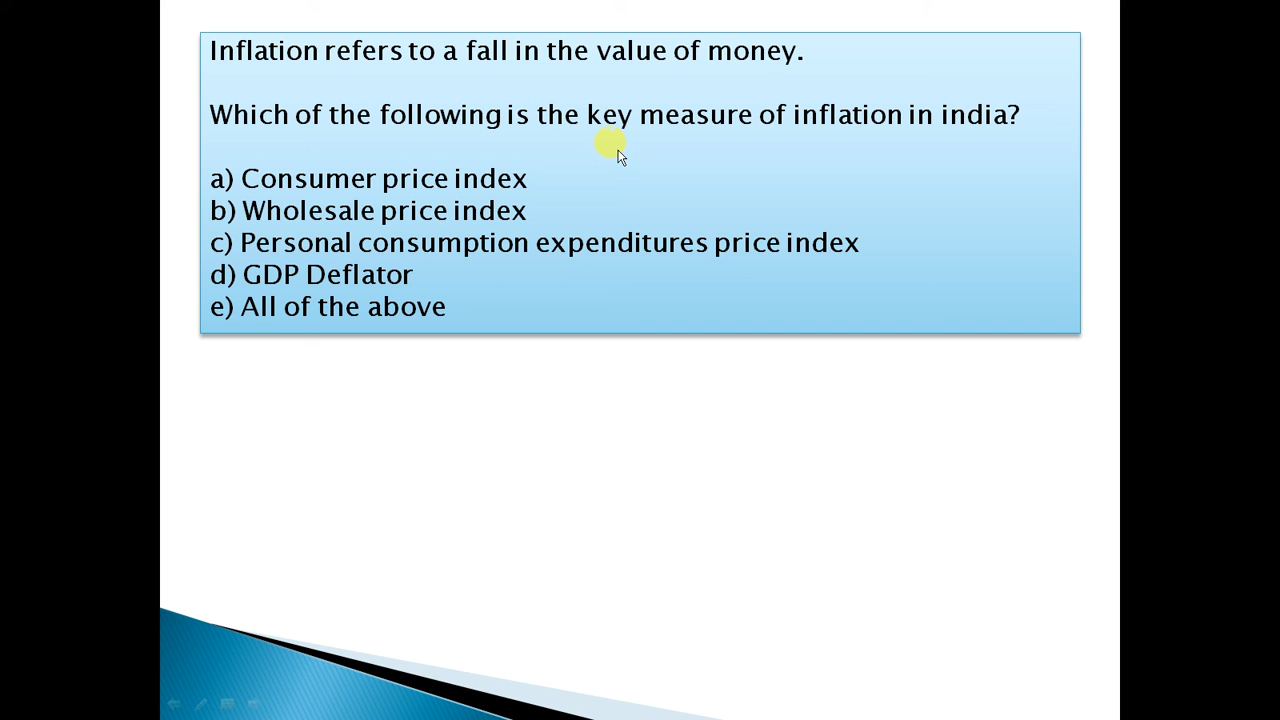 Inflation refers to a fall in the value of money.
Which of the following is the key measure of inflation in india?
a) Consumer price index
b) Wholesale price index
c) Personal consumption expenditures price index
d) GDP Deflator
e) All of the above